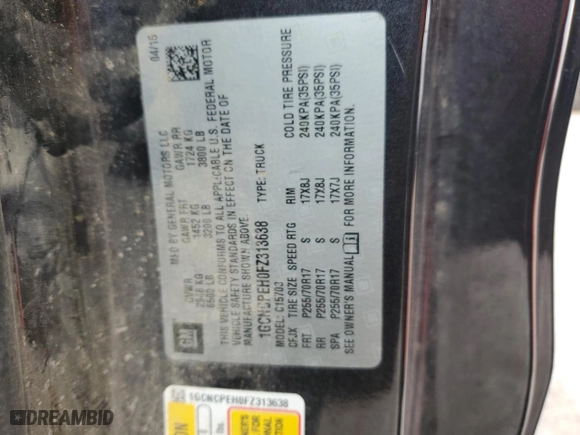 MFD BY GENERAL MOTORS LLC
04/15
GVWR GAWR FRT GAWR RR
1452 KG 1724 KG
3200 LB 3800 LB
THIS VEHICLE CONFORMS TO ALL APPLICABLE U.S. FEDERAL MOTOR
VEHICLE SAFETY STANDARDS IN EFFECT ON THE DATE OF
MANUFACTURE SHOWN ABOVE.
1GCNCPEH0FZ313638 TYPE: TRUCK
MODEL: C15703
CFJX TIRE SIZE SPEED RTG RIM COLD TIRE PRESSURE
FRT P255/70R17 S 17X8J 240KPA(35PSI)
RR P255/70R17 S 17X8J 240KPA(35PSI)
SPA P255/70R17 S 17X7J 240KPA(35PSI)
SEE OWNER'S MANUAL FOR MORE INFORMATION.
GM
1GCNCPEH0FZ313638
DREAMBID